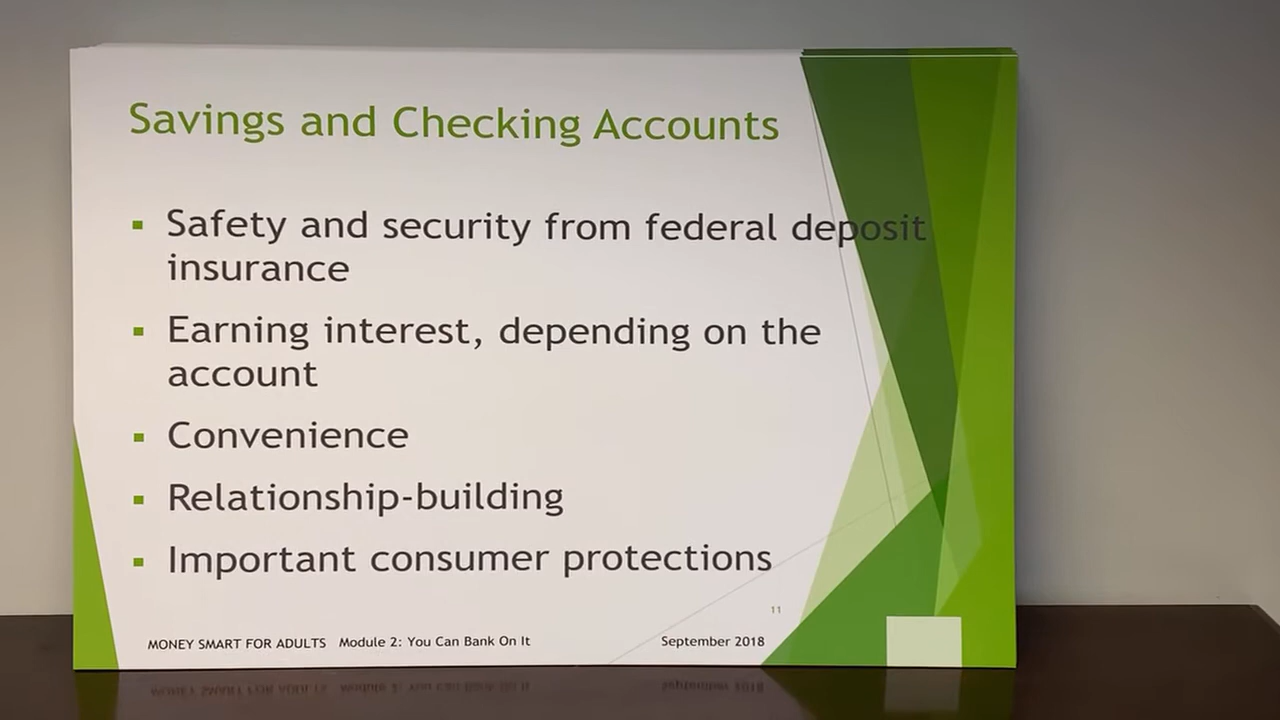 Savings and Checking Accounts
▪ Safety and security from federal deposit
insurance
▪ Earning interest, depending on the
account
▪ Convenience
▪ Relationship-building
▪ Important consumer protections
11
MONEY SMART FOR ADULTS Module 2: You Can Bank On It September 2018